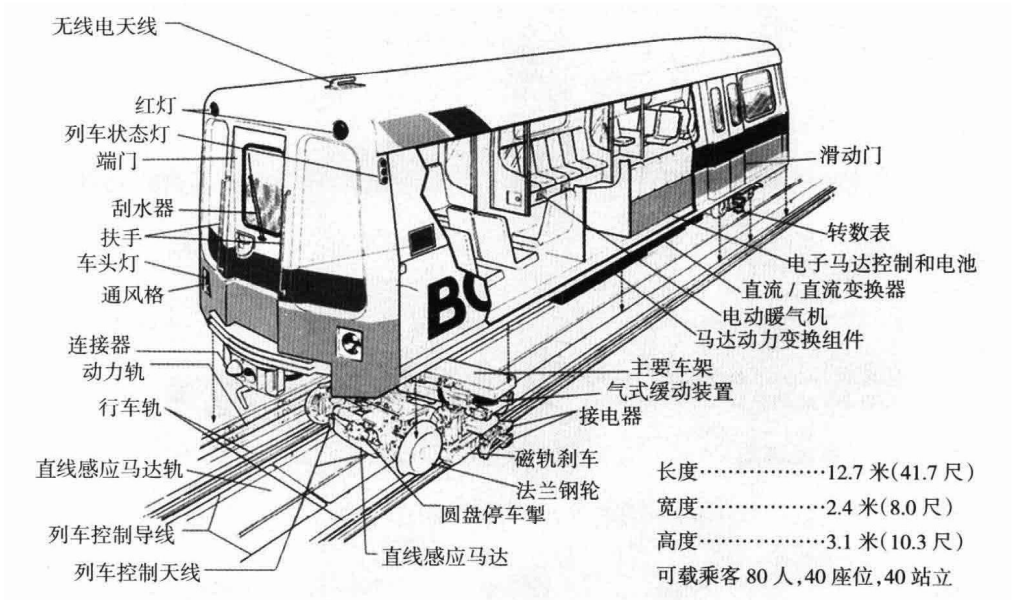 无线电天线
红灯
列车状态灯
端门
刮水器
扶手
车头灯
通风格
连接器
动力轨
行车轨
直线感应马达轨
列车控制导线
列车控制天线
滑动门
转数表
电子马达控制和电池
直流/直流变换器
电动暖气机
马达动力变换组件
主要车架
气式缓动装置
接电器
磁轨刹车
法兰钢轮
圆盘停车掣
直线感应马达
BC
长度··················12.7 米(41.7 尺)
宽度··················2.4 米(8.0 尺)
高度··················3.1 米(10.3 尺)
可载乘客 80 人,40 座位,40 站立